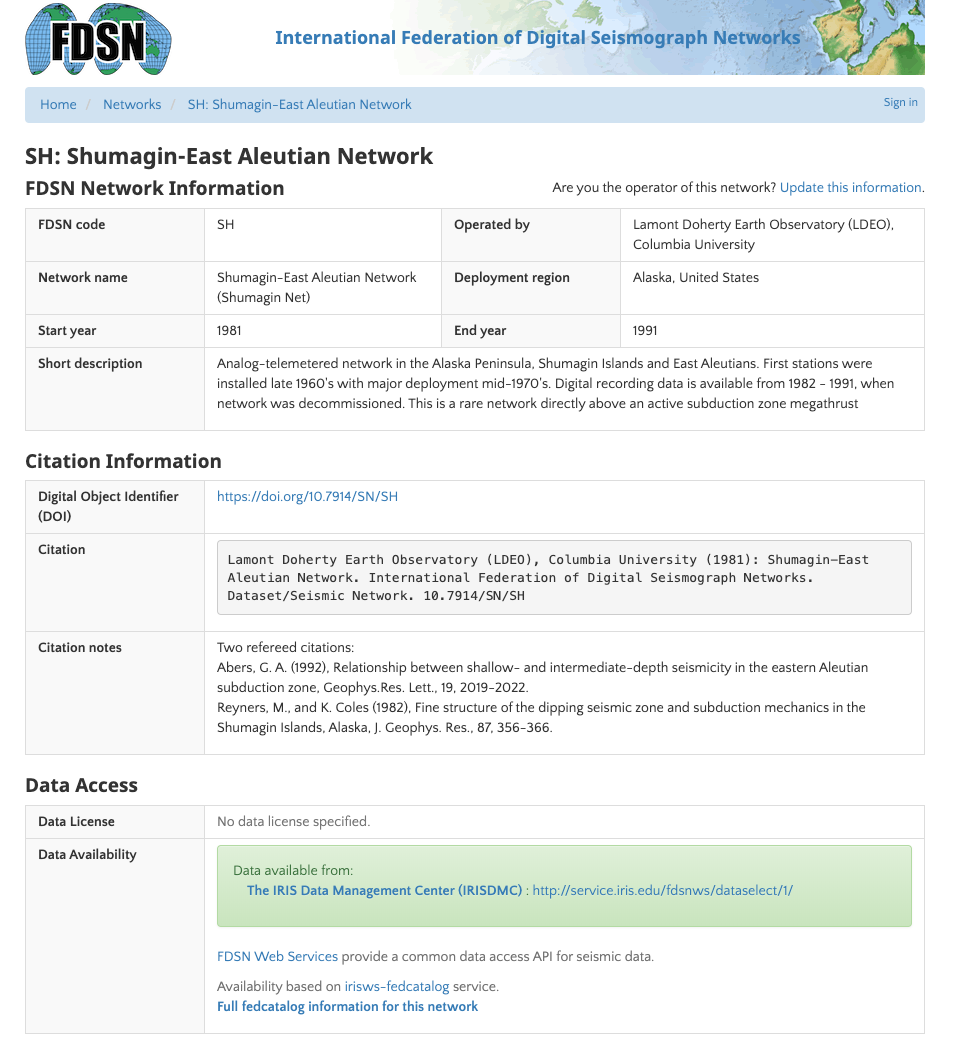 FDSN
International Federation of Digital Seismograph Networks
Home / Networks / SH: Shumagin-East Aleutian Network
Sign in
SH: Shumagin-East Aleutian Network
FDSN Network Information
Are you the operator of this network? Update this information.
FDSN code
SH
Operated by
Lamont Doherty Earth Observatory (LDEO),
Columbia University
Network name
Shumagin-East Aleutian Network
(Shumagin Net)
Deployment region
Alaska, United States
Start year
1981
End year
1991
Short description
Analog-telemetered network in the Alaska Peninsula, Shumagin Islands and East Aleutians. First stations were
installed late 1960's with major deployment mid-1970's. Digital recording data is available from 1982 - 1991, when
network was decommissioned. This is a rare network directly above an active subduction zone megathrust
Citation Information
Digital Object Identifier
(DOI)
https://doi.org/10.7914/SN/SH
Citation
Lamont Doherty Earth Observatory (LDEO), Columbia University (1981): Shumagin-East
Aleutian Network. International Federation of Digital Seismograph Networks.
Dataset/Seismic Network. 10.7914/SN/SH
Citation notes
Two refereed citations:
Abers, G. A. (1992), Relationship between shallow- and intermediate-depth seismicity in the eastern Aleutian
subduction zone, Geophys.Res. Lett., 19, 2019-2022.
Reyners, M., and K. Coles (1982), Fine structure of the dipping seismic zone and subduction mechanics in the
Shumagin Islands, Alaska, J. Geophys. Res., 87, 356-366.
Data Access
Data License
No data license specified.
Data Availability
Data available from:
The IRIS Data Management Center (IRISDMC) : http://service.iris.edu/fdsnws/dataselect/1/
FDSN Web Services provide a common data access API for seismic data.
Availability based on irisws-fedcatalog service.
Full fedcatalog information for this network